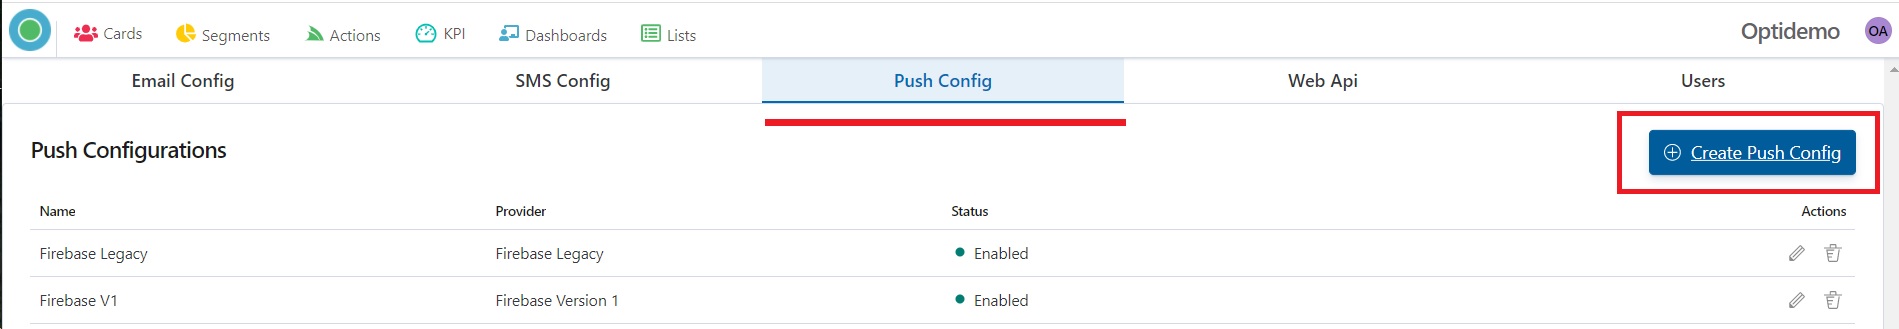 Cards Segments Actions KPI Dashboards Lists Optidemo OA
Email Config SMS Config Push Config Web Api Users
Push Configurations Create Push Config
Name Provider Status Actions
Firebase Legacy Firebase Legacy Enabled
Firebase V1 Firebase Version 1 Enabled